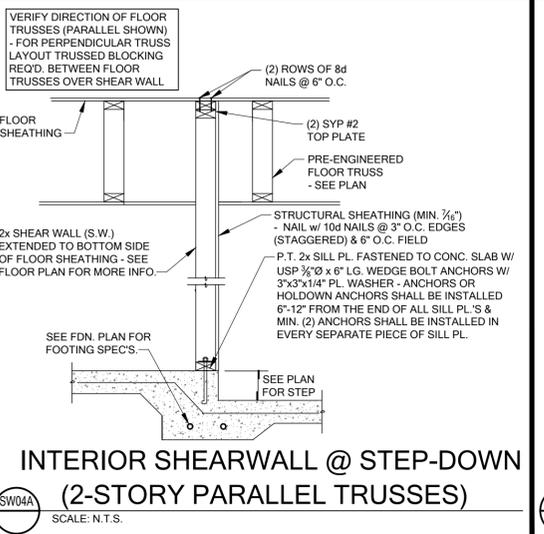 VERIFY DIRECTION OF FLOOR
TRUSSES (PARALLEL SHOWN)
- FOR PERPENDICULAR TRUSS
LAYOUT TRUSSED BLOCKING
REQ'D. BETWEEN FLOOR
TRUSSES OVER SHEAR WALL
(2) ROWS OF 8d
NAILS @ 6" O.C.
FLOOR
SHEATHING
(2) SYP #2
TOP PLATE
PRE-ENGINEERED
FLOOR TRUSS
- SEE PLAN
2x SHEAR WALL (S.W.)
EXTENDED TO BOTTOM SIDE
OF FLOOR SHEATHING - SEE
FLOOR PLAN FOR MORE INFO.
STRUCTURAL SHEATHING (MIN. 7/16")
- NAIL w/ 10d NAILS @ 3" O.C. EDGES
(STAGGERED) & 6" O.C. FIELD
P.T. 2x SILL PL. FASTENED TO CONC. SLAB W/
USP Ø x 6" LG. WEDGE BOLT ANCHORS W/
3"x3"x1/4" PL. WASHER - ANCHORS OR
HOLDOWN ANCHORS SHALL BE INSTALLED
6"-12" FROM THE END OF ALL SILL PL.'S &
MIN. (2) ANCHORS SHALL BE INSTALLED IN
EVERY SEPARATE PIECE OF SILL PL.
SEE FDN. PLAN FOR
FOOTING SPEC'S.
SEE PLAN
FOR STEP
INTERIOR SHEARWALL @ STEP-DOWN
(2-STORY PARALLEL TRUSSES)
SW04A
SCALE: N.T.S.